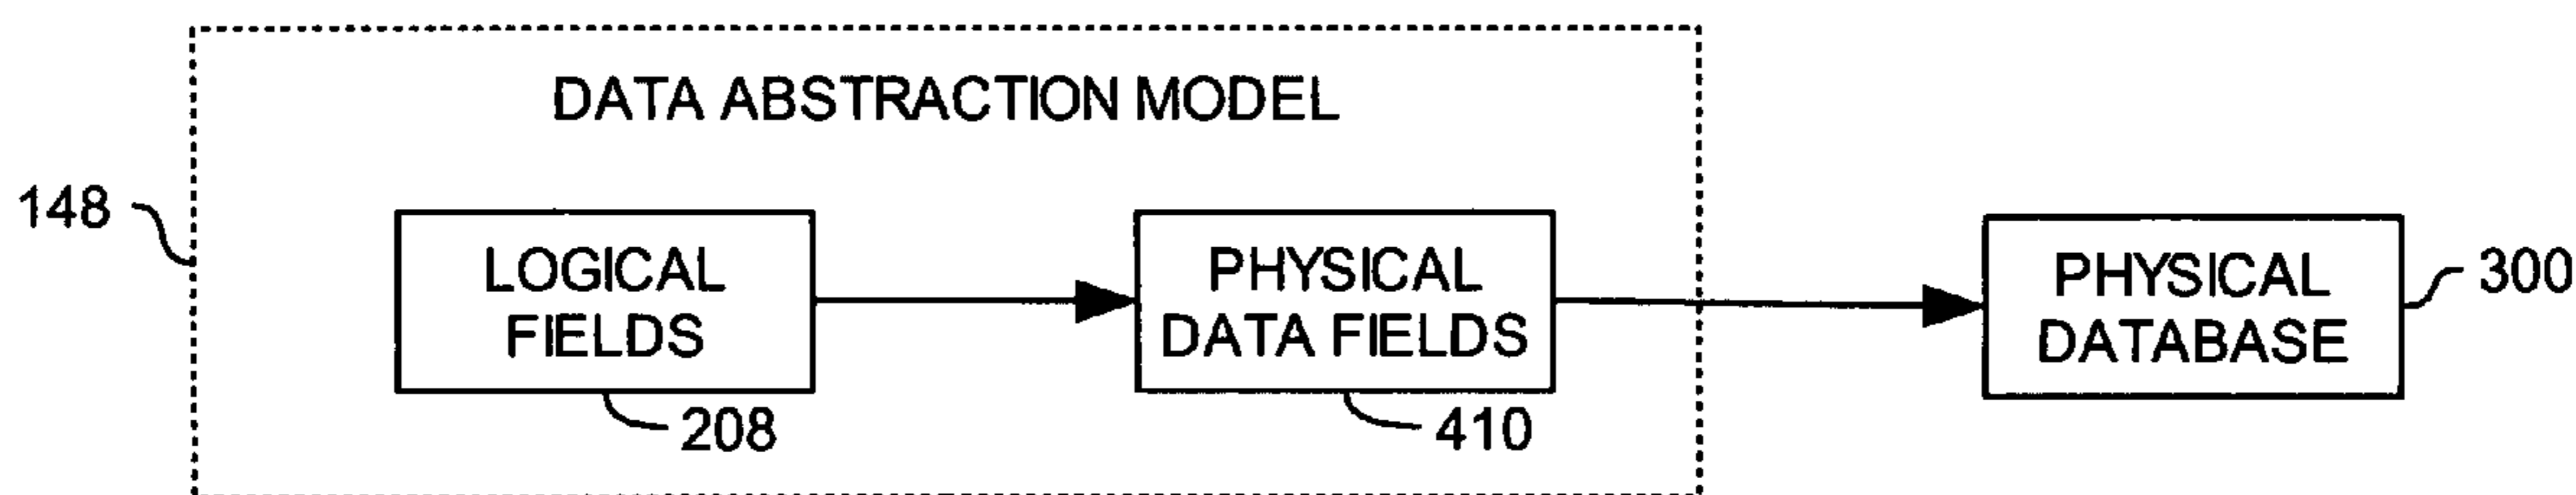 DATA ABSTRACTION MODEL
148
LOGICAL
FIELDS
208
PHYSICAL
DATA FIELDS
410
PHYSICAL
DATABASE
300